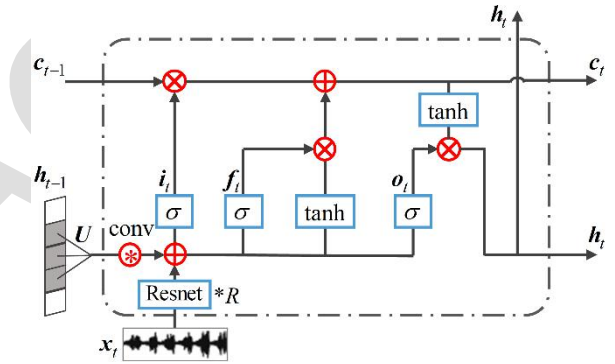 h_t
c_{t-1}
c_t
tanh
h_{t-1}
i_t
f_t
o_t
U
conv
σ
σ
tanh
σ
*
h_t
Resnet *R
x_t